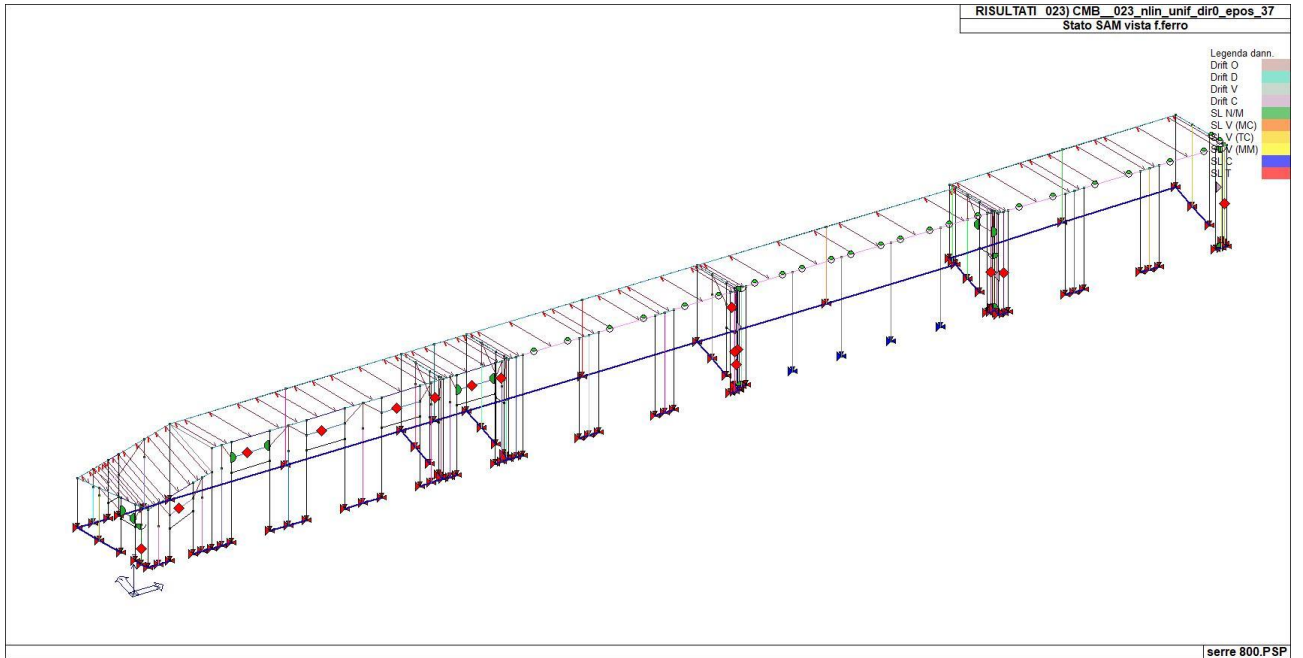 RISULTATI 023) CMB__023_nlin_unif_dir0_epos_37
Stato SAM vista f.ferro
Legenda dann.
Drift O
Drift D
Drift V
Drift C
SL N/M
SL V (MC)
SL V (TC)
SL V (MM)
SL C
SL T
serre 800.PSP